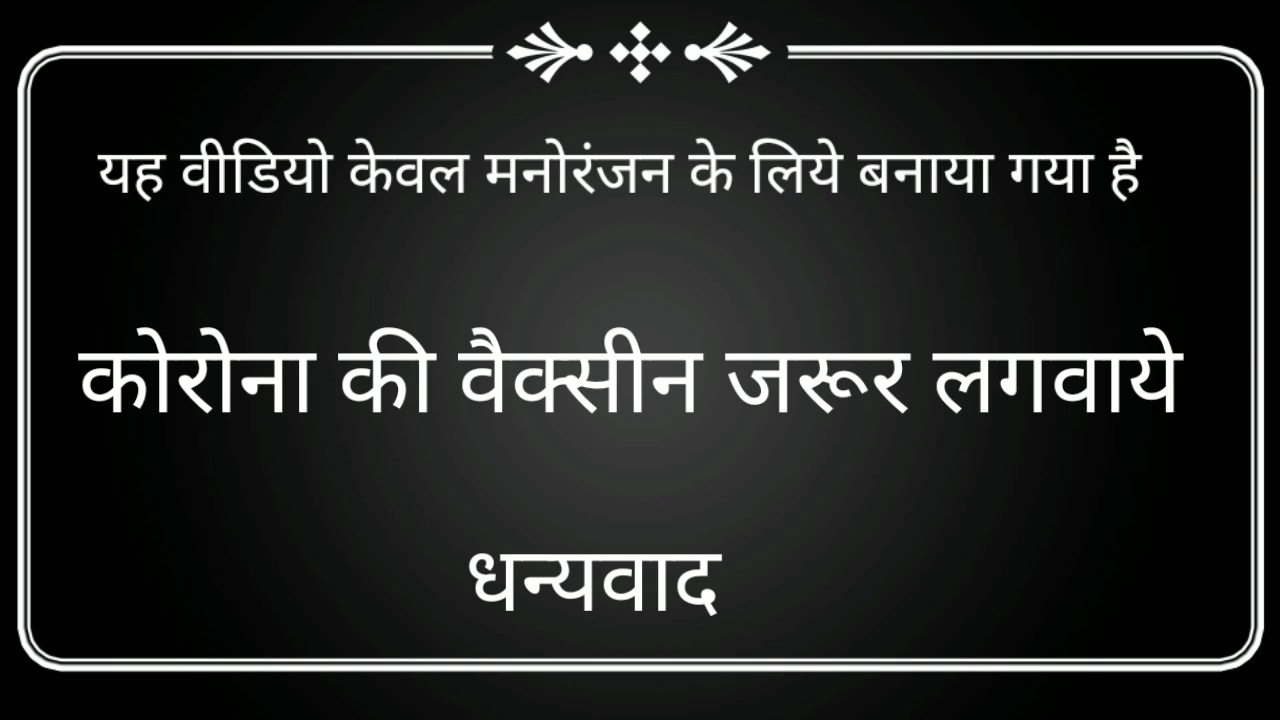 यह वीडियो केवल मनोरंजन के लिये बनाया गया है
कोरोना की वैक्सीन जरूर लगवाये
धन्यवाद